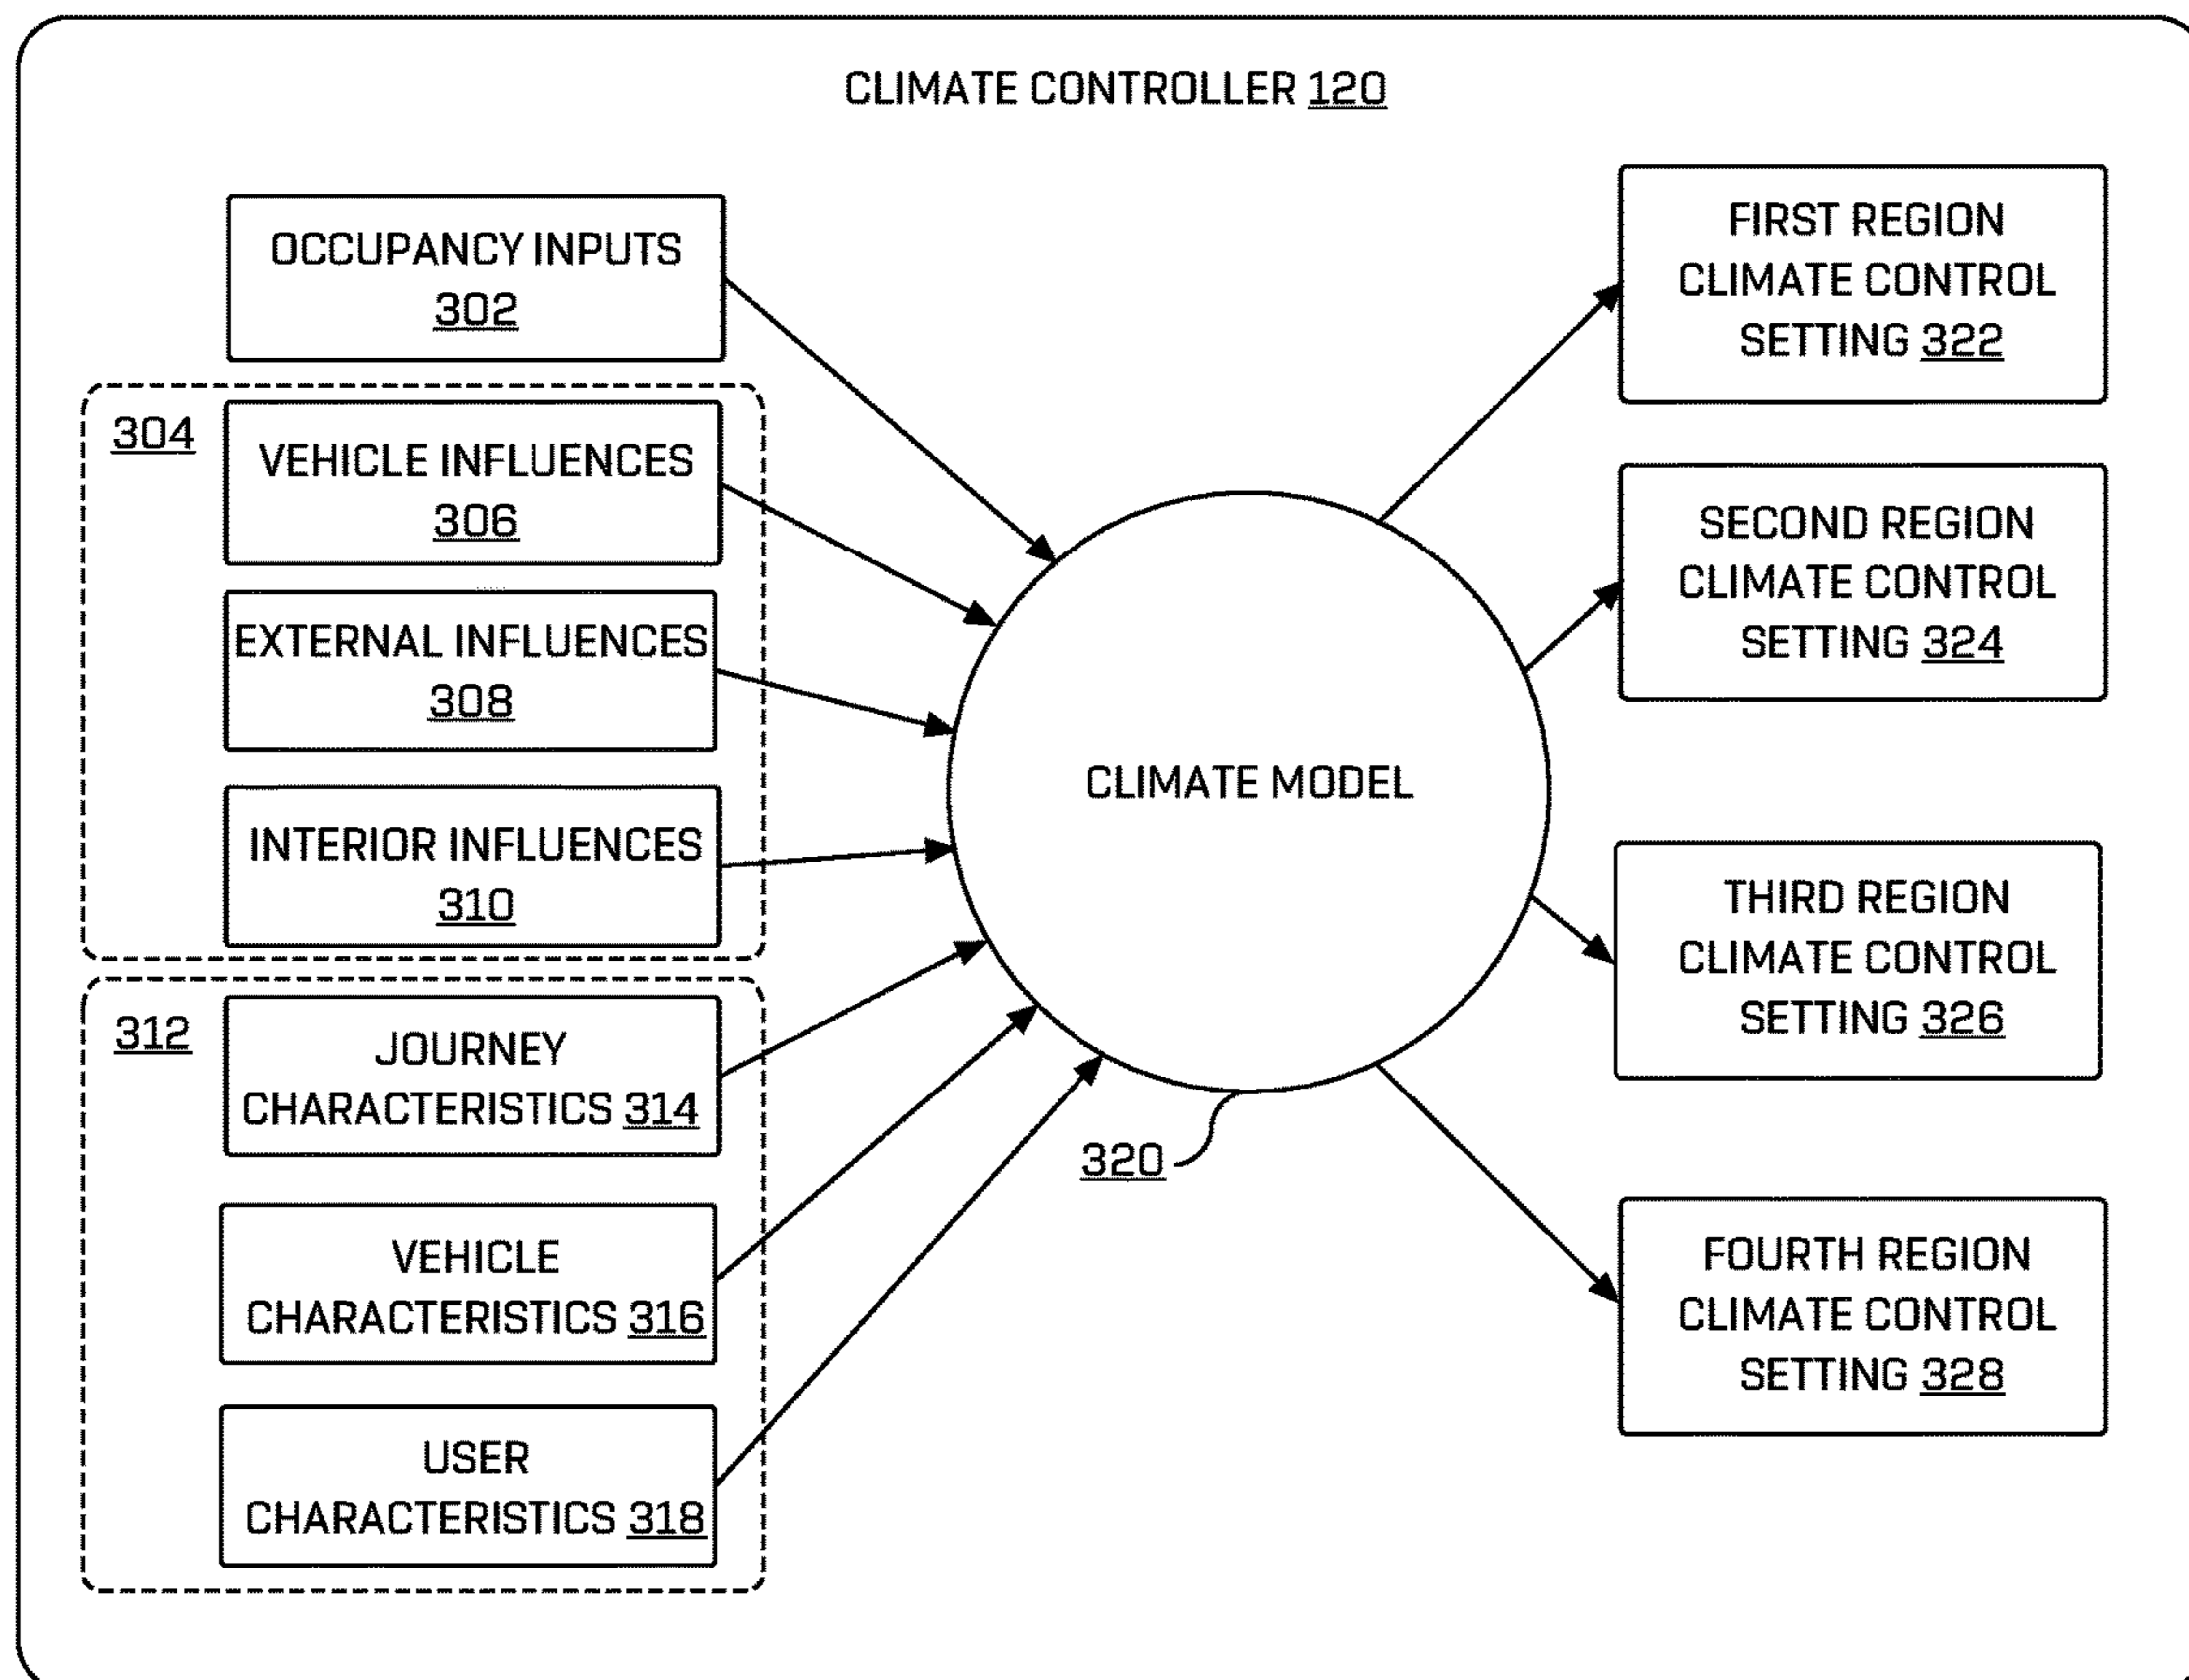 CLIMATE CONTROLLER 120
OCCUPANCY INPUTS
302
304
VEHICLE INFLUENCES
306
EXTERNAL INFLUENCES
308
INTERIOR INFLUENCES
310
312
JOURNEY
CHARACTERISTICS 314
VEHICLE
CHARACTERISTICS 316
USER
CHARACTERISTICS 318
CLIMATE MODEL
320
FIRST REGION
CLIMATE CONTROL
SETTING 322
SECOND REGION
CLIMATE CONTROL
SETTING 324
THIRD REGION
CLIMATE CONTROL
SETTING 326
FOURTH REGION
CLIMATE CONTROL
SETTING 328